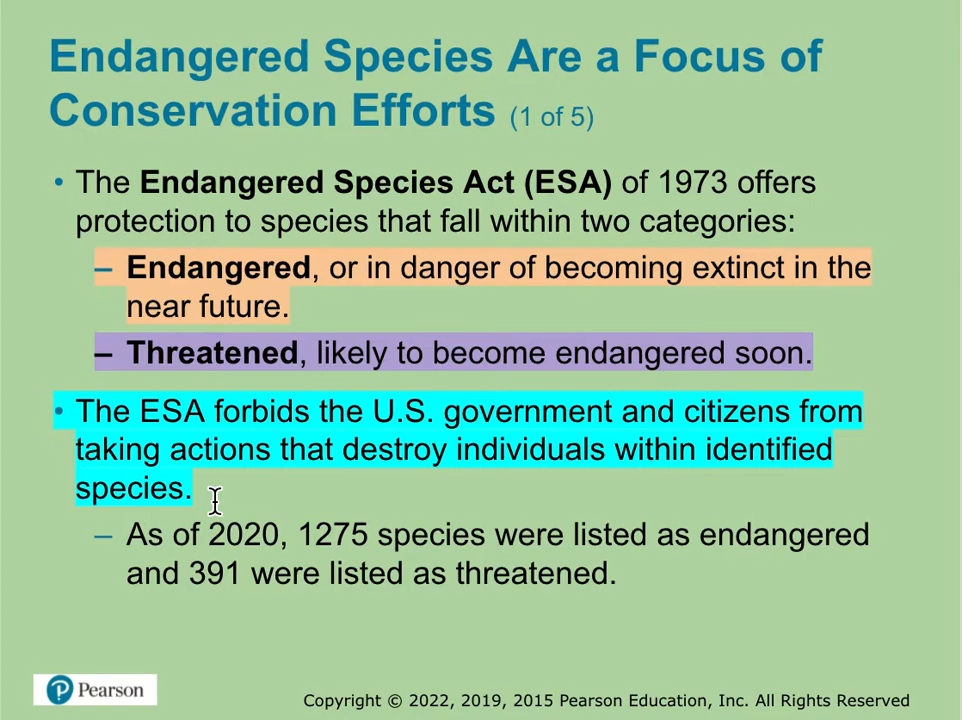 Endangered Species Are a Focus of
Conservation Efforts (1 of 5)
• The Endangered Species Act (ESA) of 1973 offers
protection to species that fall within two categories:
– Endangered, or in danger of becoming extinct in the
near future.
– Threatened, likely to become endangered soon.
• The ESA forbids the U.S. government and citizens from
taking actions that destroy individuals within identified
species.
– As of 2020, 1275 species were listed as endangered
and 391 were listed as threatened.
Pearson
Copyright © 2022, 2019, 2015 Pearson Education, Inc. All Rights Reserved